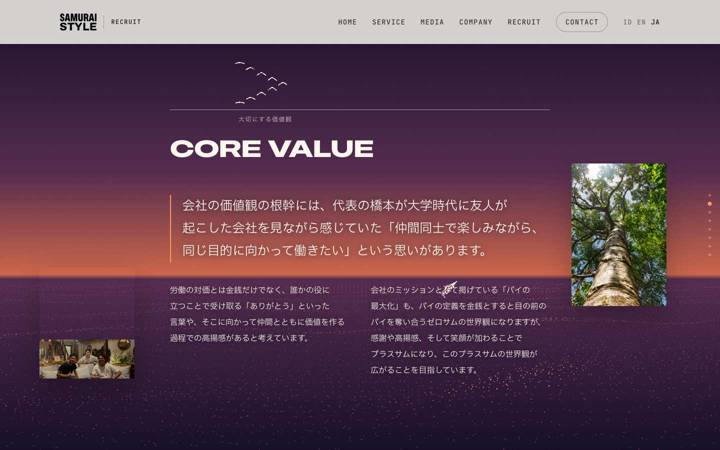 SAMURAI
STYLE
RECRUIT
HOME SERVICE MEDIA COMPANY RECRUIT CONTACT ID EN JA
大切にする価値観
CORE VALUE
会社の価値観の根幹には、代表の橋本が大学時代に友人が
起こした会社を見ながら感じていた「仲間同士で楽しみながら、
同じ目的に向かって働きたい」という思いがあります。
労働の対価とは金銭だけでなく、誰かの役に
立つことで受け取る「ありがとう」といった
言葉や、そこに向かって仲間とともに価値を作る
過程での高揚感があると考えています。
会社のミッションと て掲げている「パイの
最大化」も、パイの定義を金銭とすると目の前の
パイを奪い合うゼロサムの世界観になりますが、
感謝や高揚感、そして笑顔が加わることで
プラスサムになり、このプラスサムの世界観が
広がることを目指しています。